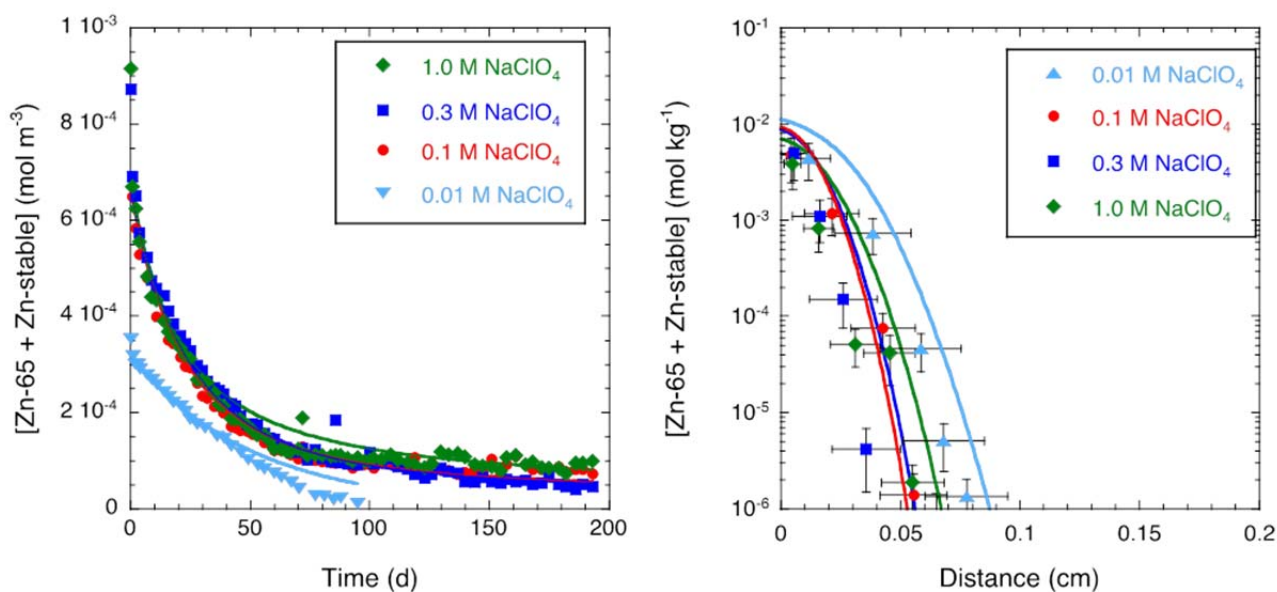 1 10⁻³
8 10⁻⁴
6 10⁻⁴
4 10⁻⁴
2 10⁻⁴
0
0 50 100 150 200
Time (d)
[Zn-65 + Zn-stable] (mol m⁻³)
1.0 M NaClO₄
0.3 M NaClO₄
0.1 M NaClO₄
0.01 M NaClO₄
10⁻¹
10⁻²
10⁻³
10⁻⁴
10⁻⁵
10⁻⁶
0 0.05 0.1 0.15 0.2
Distance (cm)
[Zn-65 + Zn-stable] (mol kg⁻¹)
0.01 M NaClO₄
0.1 M NaClO₄
0.3 M NaClO₄
1.0 M NaClO₄